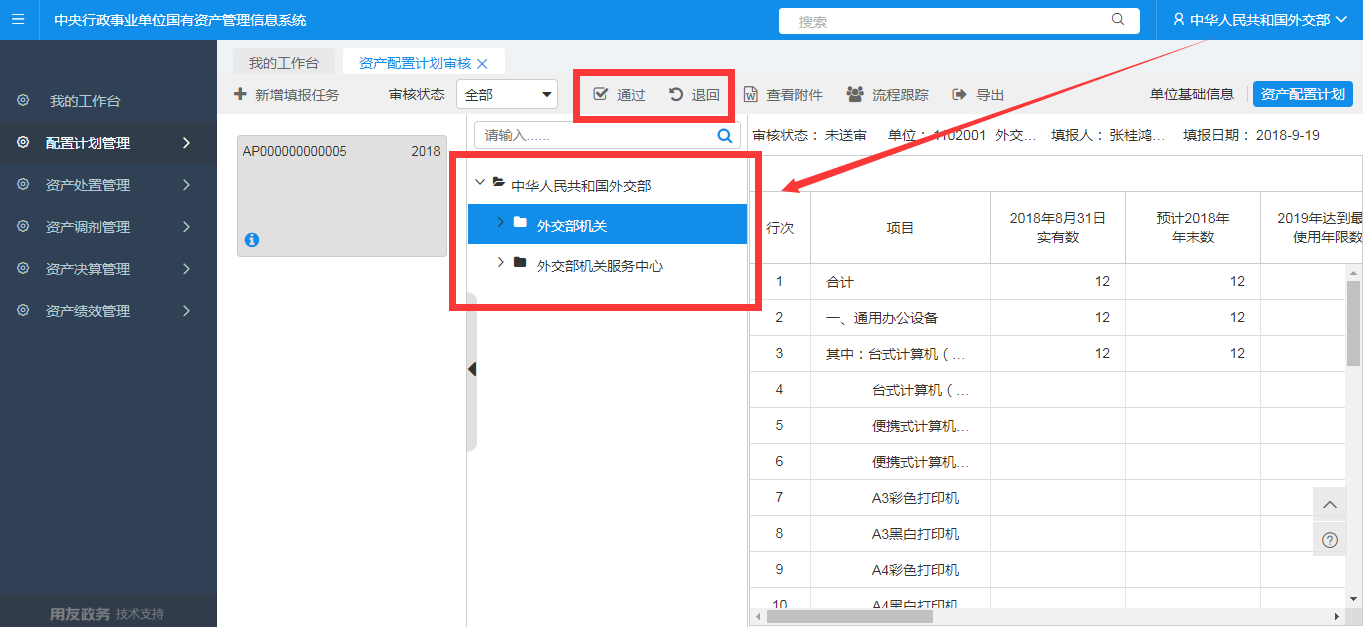 中央行政事业单位国有资产管理信息系统
搜索
中华人民共和国外交部
我的工作台
配置计划管理
资产处置管理
资产调剂管理
资产决算管理
资产绩效管理
用友政务 技术支持
我的工作台 资产配置计划审核
新增填报任务 审核状态 全部 通过 退回 查看附件 流程跟踪 导出 单位基础信息 资产配置计划
AP000000000005 2018
请输入......
中华人民共和国外交部
外交部机关
外交部机关服务中心
审核状态： 未送审 单位： 1102001 外交... 填报人： 张桂鸿... 填报日期： 2018-9-19
行次 项目 2018年8月31日 预计2018年 2019年达到最
实有数 年末数 使用年限数
1 合计 12 12
2 一、通用办公设备 12 12
3 其中：台式计算机（... 12 12
4 台式计算机（...
5 便携式计算机...
6 便携式计算机...
7 A3彩色打印机
8 A3黑白打印机
9 A4彩色打印机
10 A4黑白打印机